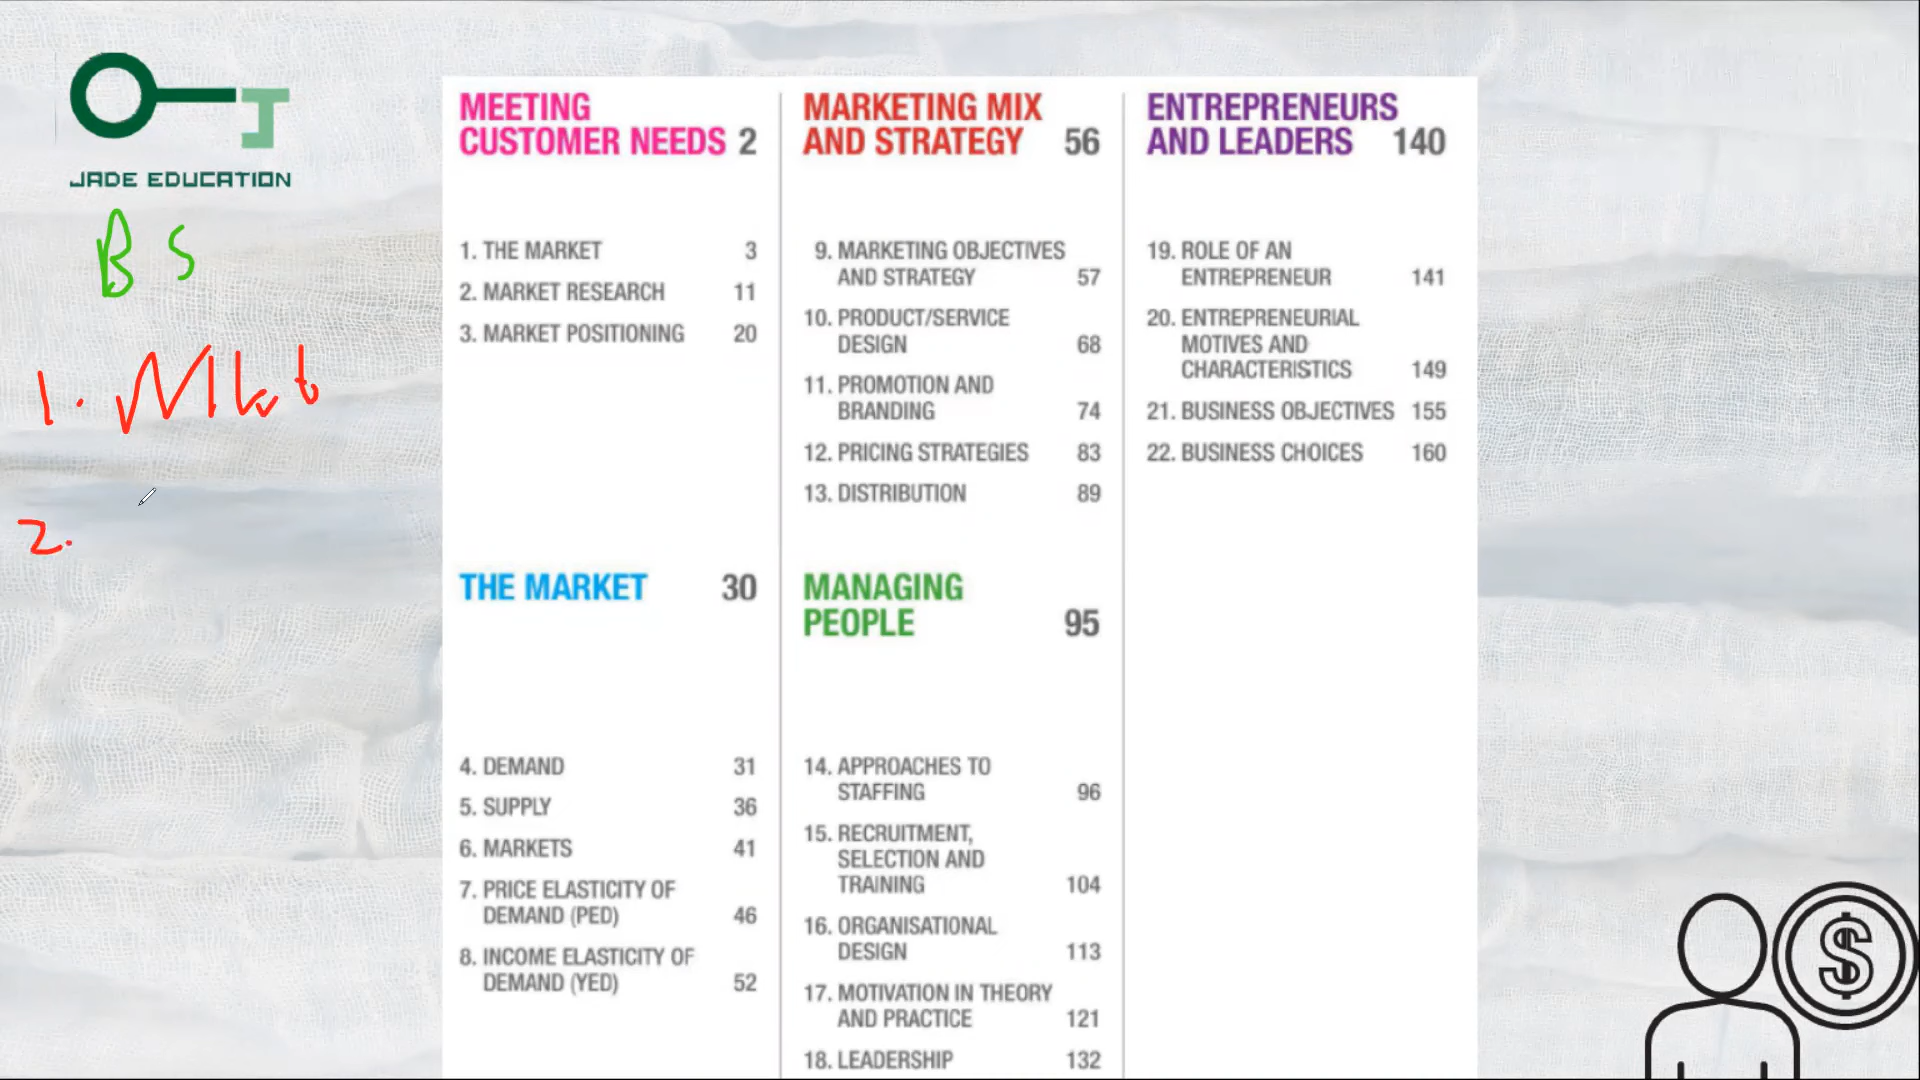 JADE EDUCATION
B S
1. Mkt
2.
MEETING
CUSTOMER NEEDS 2
1. THE MARKET 3
2. MARKET RESEARCH 11
3. MARKET POSITIONING 20
THE MARKET 30
4. DEMAND 31
5. SUPPLY 36
6. MARKETS 41
7. PRICE ELASTICITY OF
DEMAND (PED) 46
8. INCOME ELASTICITY OF
DEMAND (YED) 52
MARKETING MIX
AND STRATEGY 56
9. MARKETING OBJECTIVES
AND STRATEGY 57
10. PRODUCT/SERVICE
DESIGN 68
11. PROMOTION AND
BRANDING 74
12. PRICING STRATEGIES 83
13. DISTRIBUTION 89
MANAGING
PEOPLE 95
14. APPROACHES TO
STAFFING 96
15. RECRUITMENT,
SELECTION AND
TRAINING 104
16. ORGANISATIONAL
DESIGN 113
17. MOTIVATION IN THEORY
AND PRACTICE 121
18. LEADERSHIP 132
ENTREPRENEURS
AND LEADERS 140
19. ROLE OF AN
ENTREPRENEUR 141
20. ENTREPRENEURIAL
MOTIVES AND
CHARACTERISTICS 149
21. BUSINESS OBJECTIVES 155
22. BUSINESS CHOICES 160
$